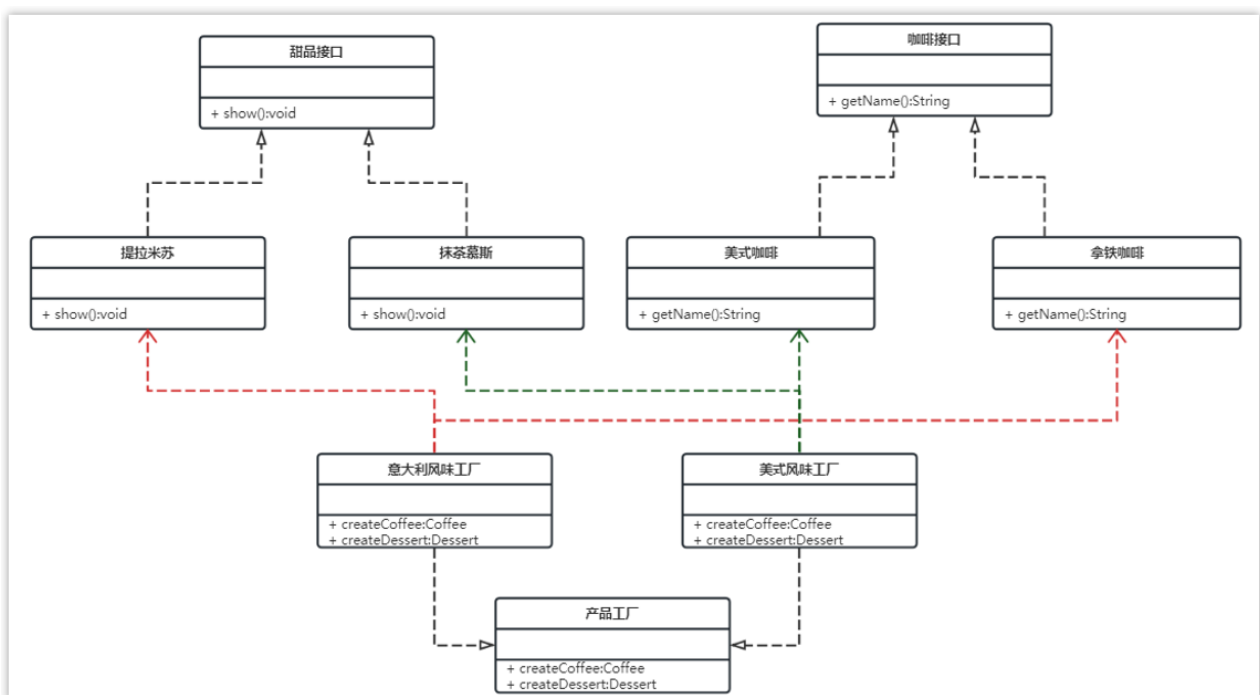 甜品接口
+ show():void
咖啡接口
+ getName():String
提拉米苏
+ show():void
抹茶慕斯
+ show():void
美式咖啡
+ getName():String
拿铁咖啡
+ getName():String
意大利风味工厂
+ createCoffee:Coffee
+ createDessert:Dessert
美式风味工厂
+ createCoffee:Coffee
+ createDessert:Dessert
产品工厂
+ createCoffee:Coffee
+ createDessert:Dessert